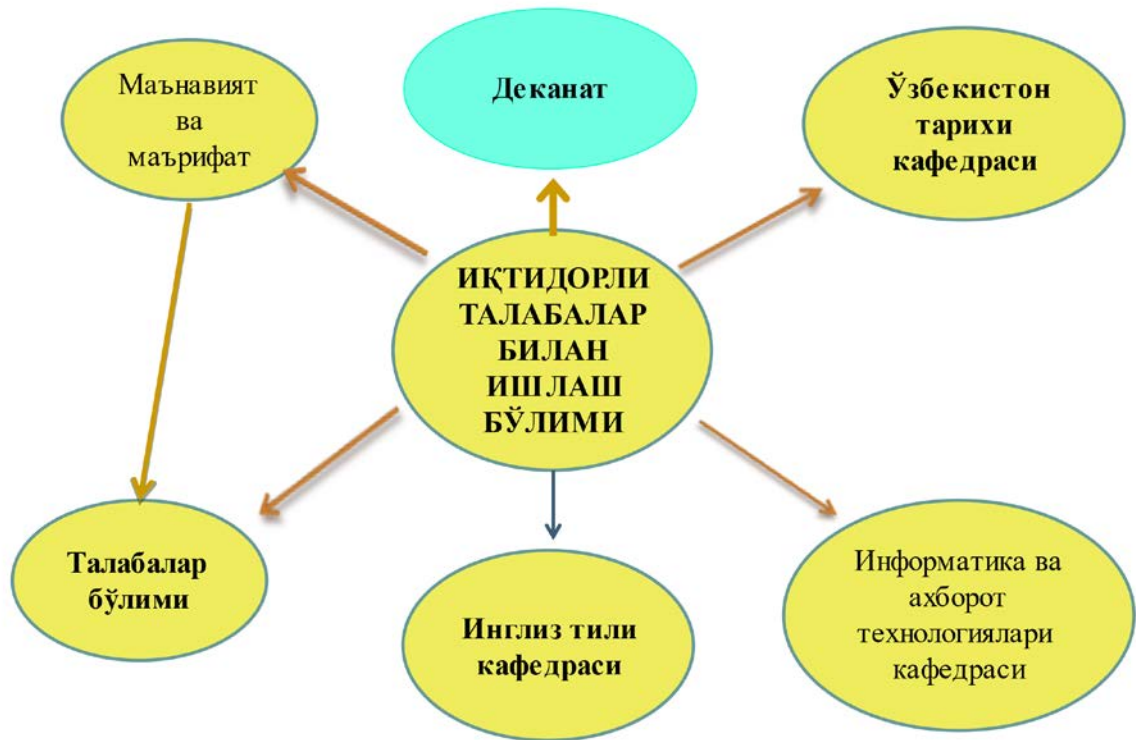 Маънавият
ва
маърифат
Деканат
Ўзбекистон
тарихи
кафедраси
ИҚТИДОРЛИ
ТАЛАБАЛАР
БИЛАН
ИШЛАШ
БЎЛИМИ
Талабалар
бўлими
Инглиз тили
кафедраси
Информатика ва
ахборот
технологиялари
кафедраси